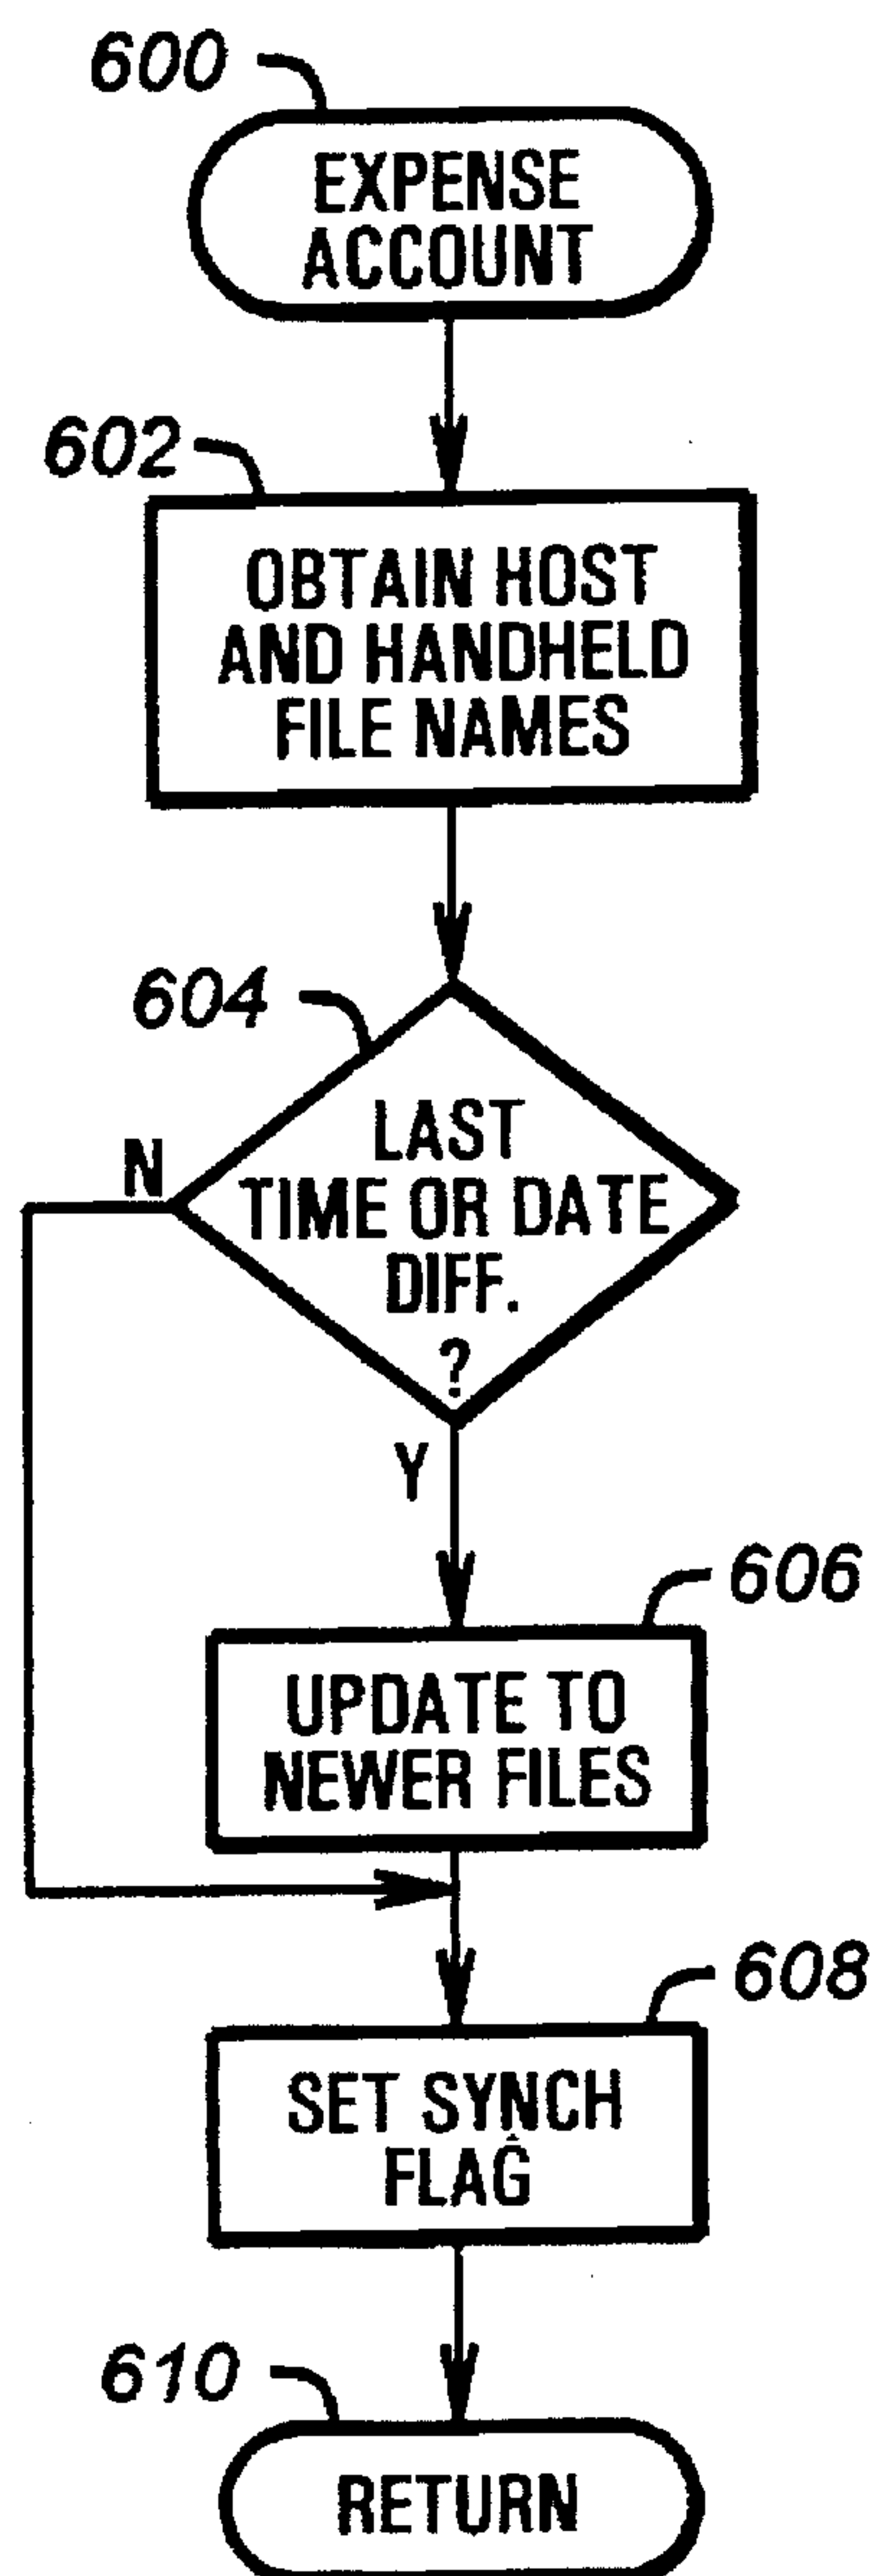 600
EXPENSE
ACCOUNT
602
OBTAIN HOST
AND HANDHELD
FILE NAMES
604
LAST
TIME OR DATE
DIFF.
?
N
Y
606
UPDATE TO
NEWER FILES
608
SET SYNCH
FLAG
610
RETURN